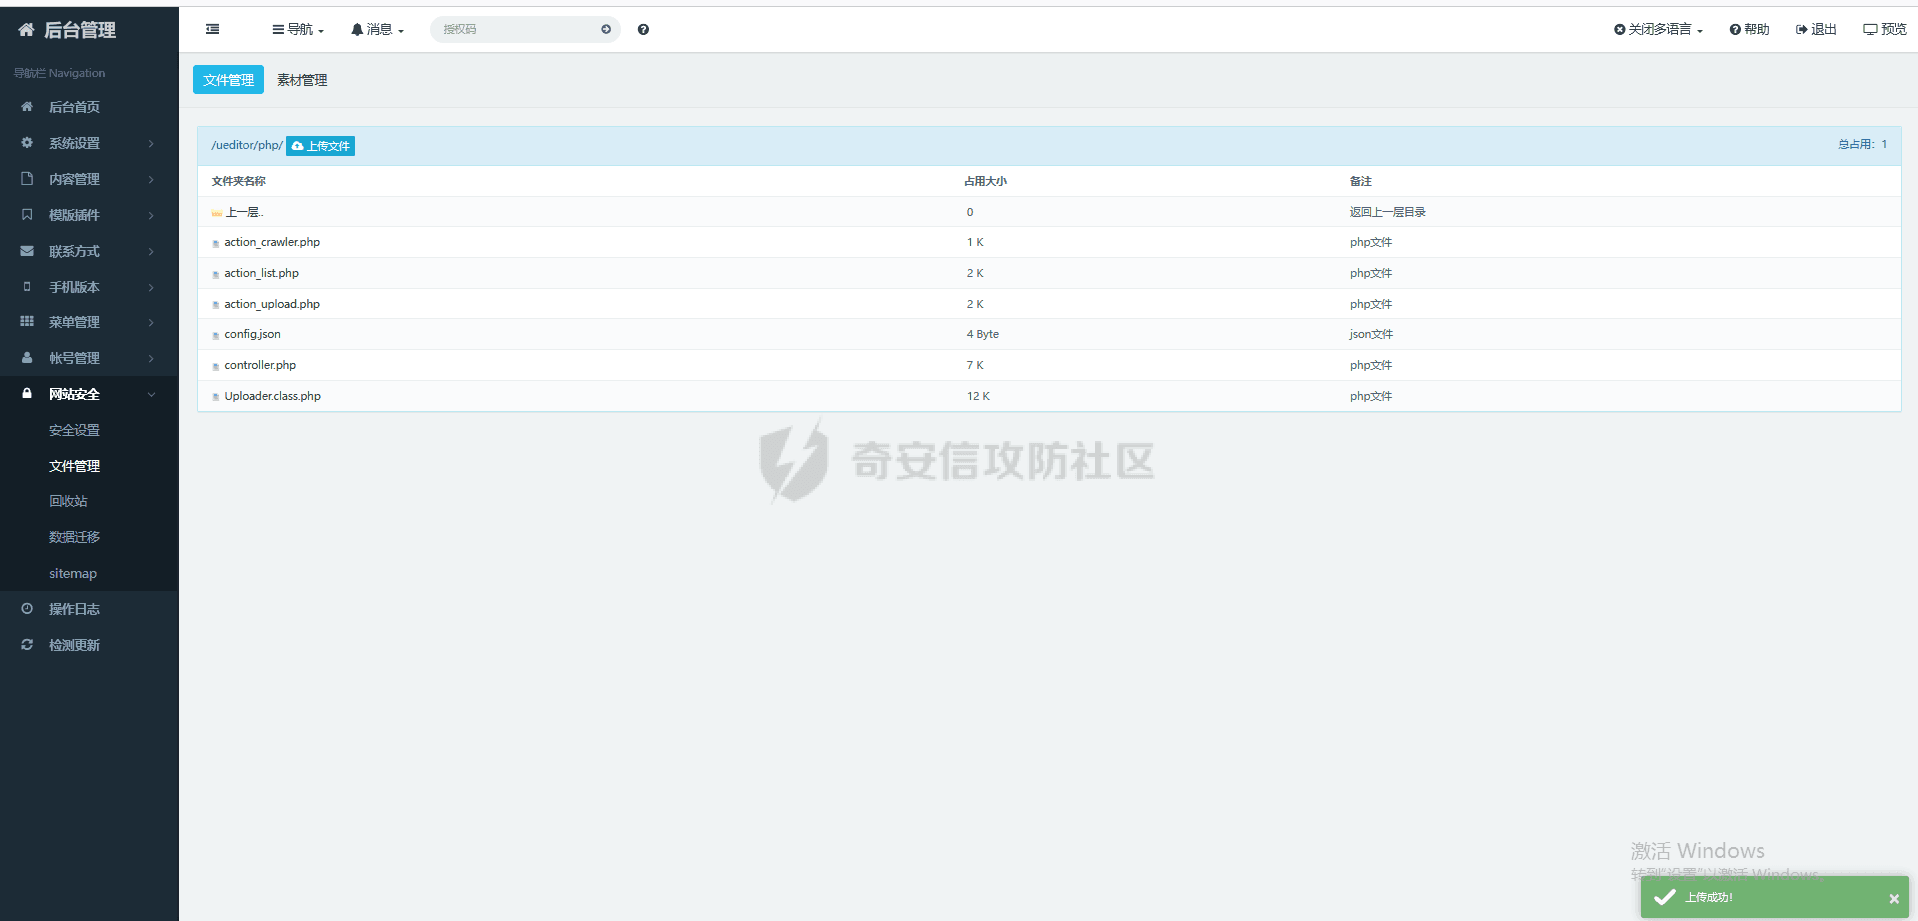 后台管理
导航 消息 授权码
关闭多语言 帮助 退出 预览
导航栏 Navigation
后台首页
系统设置
内容管理
模版插件
联系方式
手机版本
菜单管理
帐号管理
网站安全
安全设置
文件管理
回收站
数据迁移
sitemap
操作日志
检测更新
文件管理 素材管理
/ueditor/php/ 上传文件 总占用：1
文件夹名称 占用大小 备注
上一层.. 0 返回上一层目录
action_crawler.php 1 K php文件
action_list.php 2 K php文件
action_upload.php 2 K php文件
config.json 4 Byte json文件
controller.php 7 K php文件
Uploader.class.php 12 K php文件
奇安信攻防社区
激活 Windows
转到"设置"以激活 Windows。
上传成功!